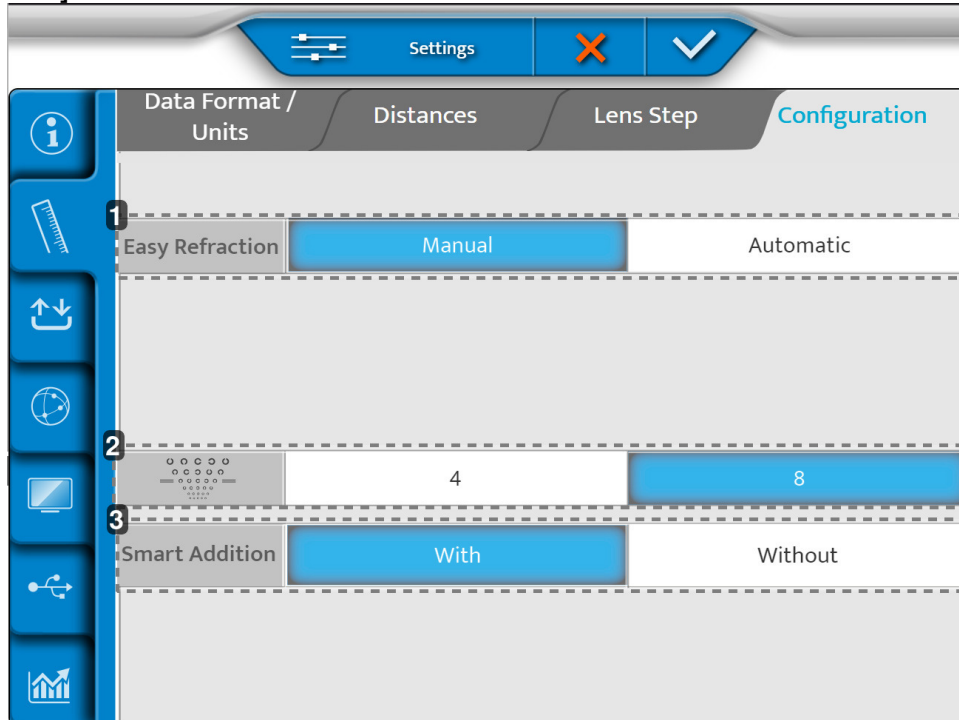 Settings
Data Format /
Units
Distances
Lens Step
Configuration
1
Easy Refraction
Manual
Automatic
2
4
8
3
Smart Addition
With
Without